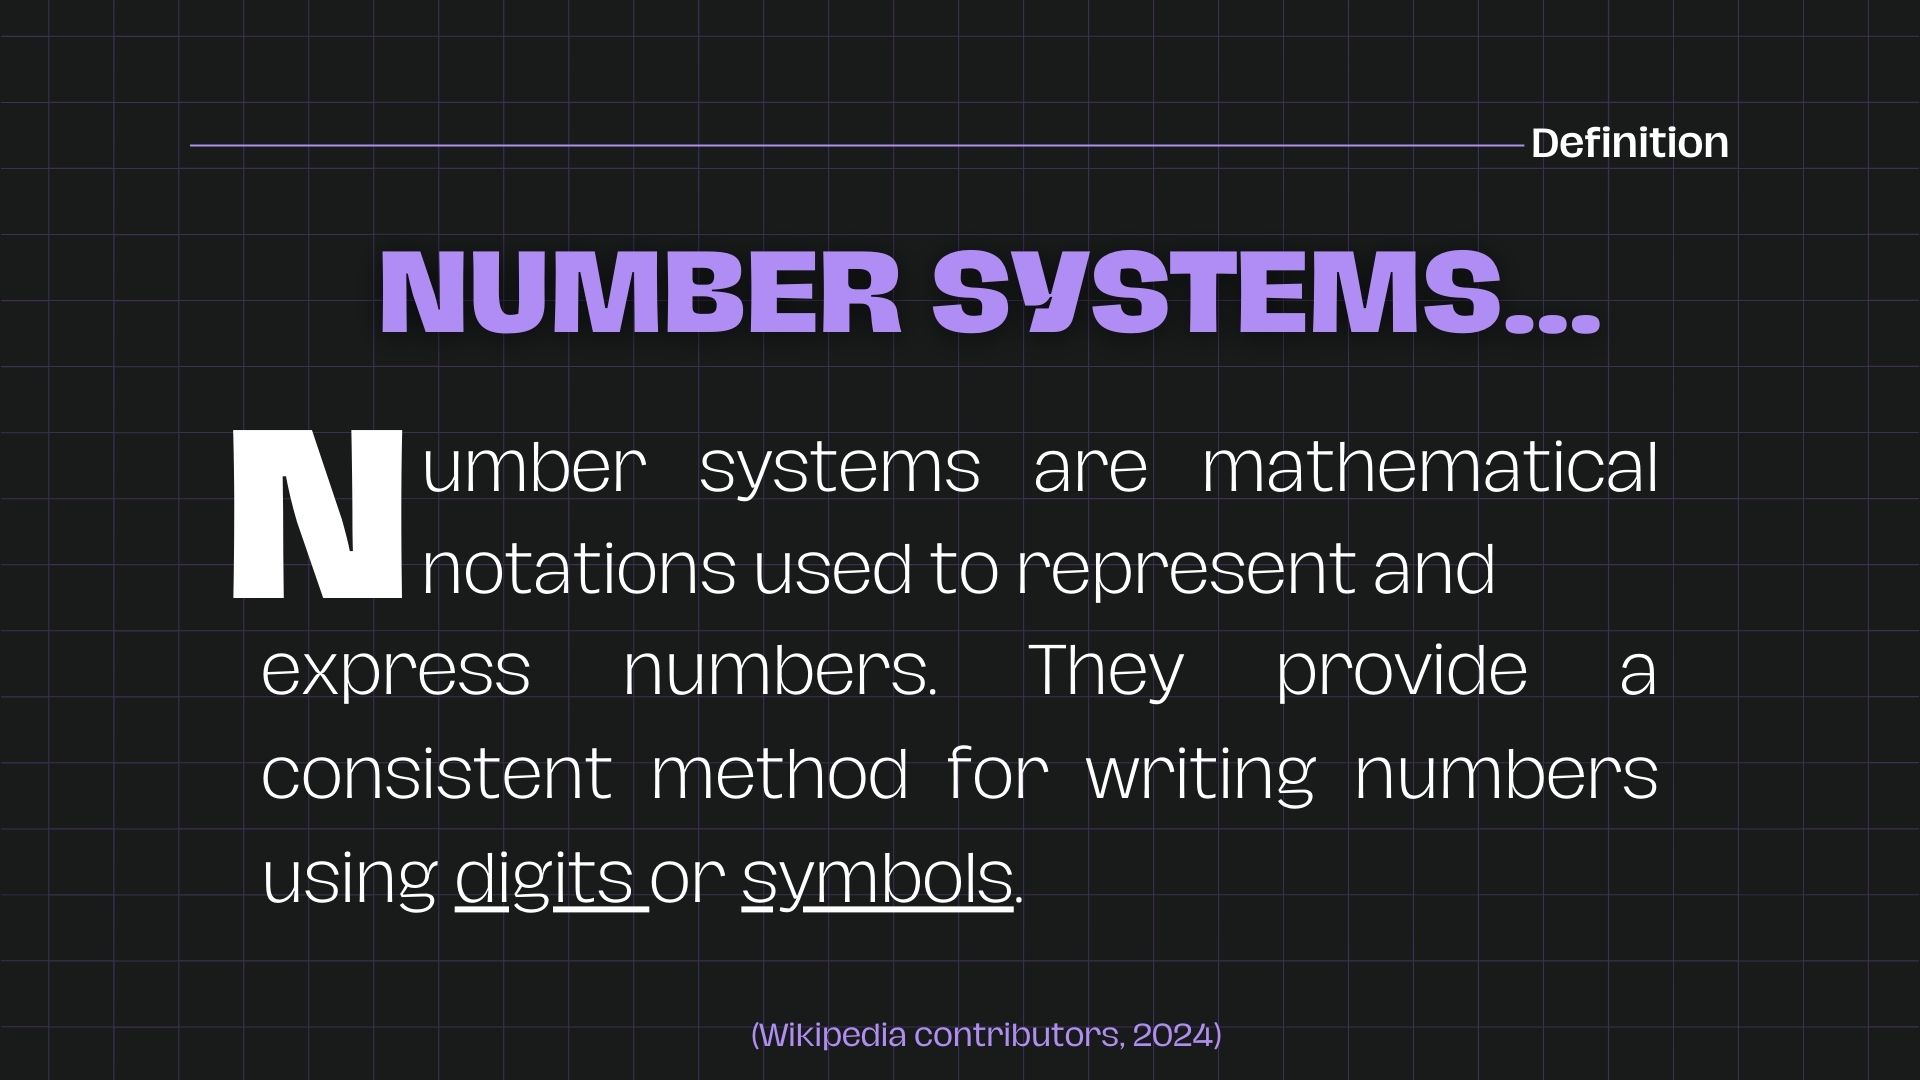 Definition
NUMBER SYSTEMS...
Number systems are mathematical
notations used to represent and
express numbers. They provide a
consistent method for writing numbers
using digits or symbols.
(Wikipedia contributors, 2024)